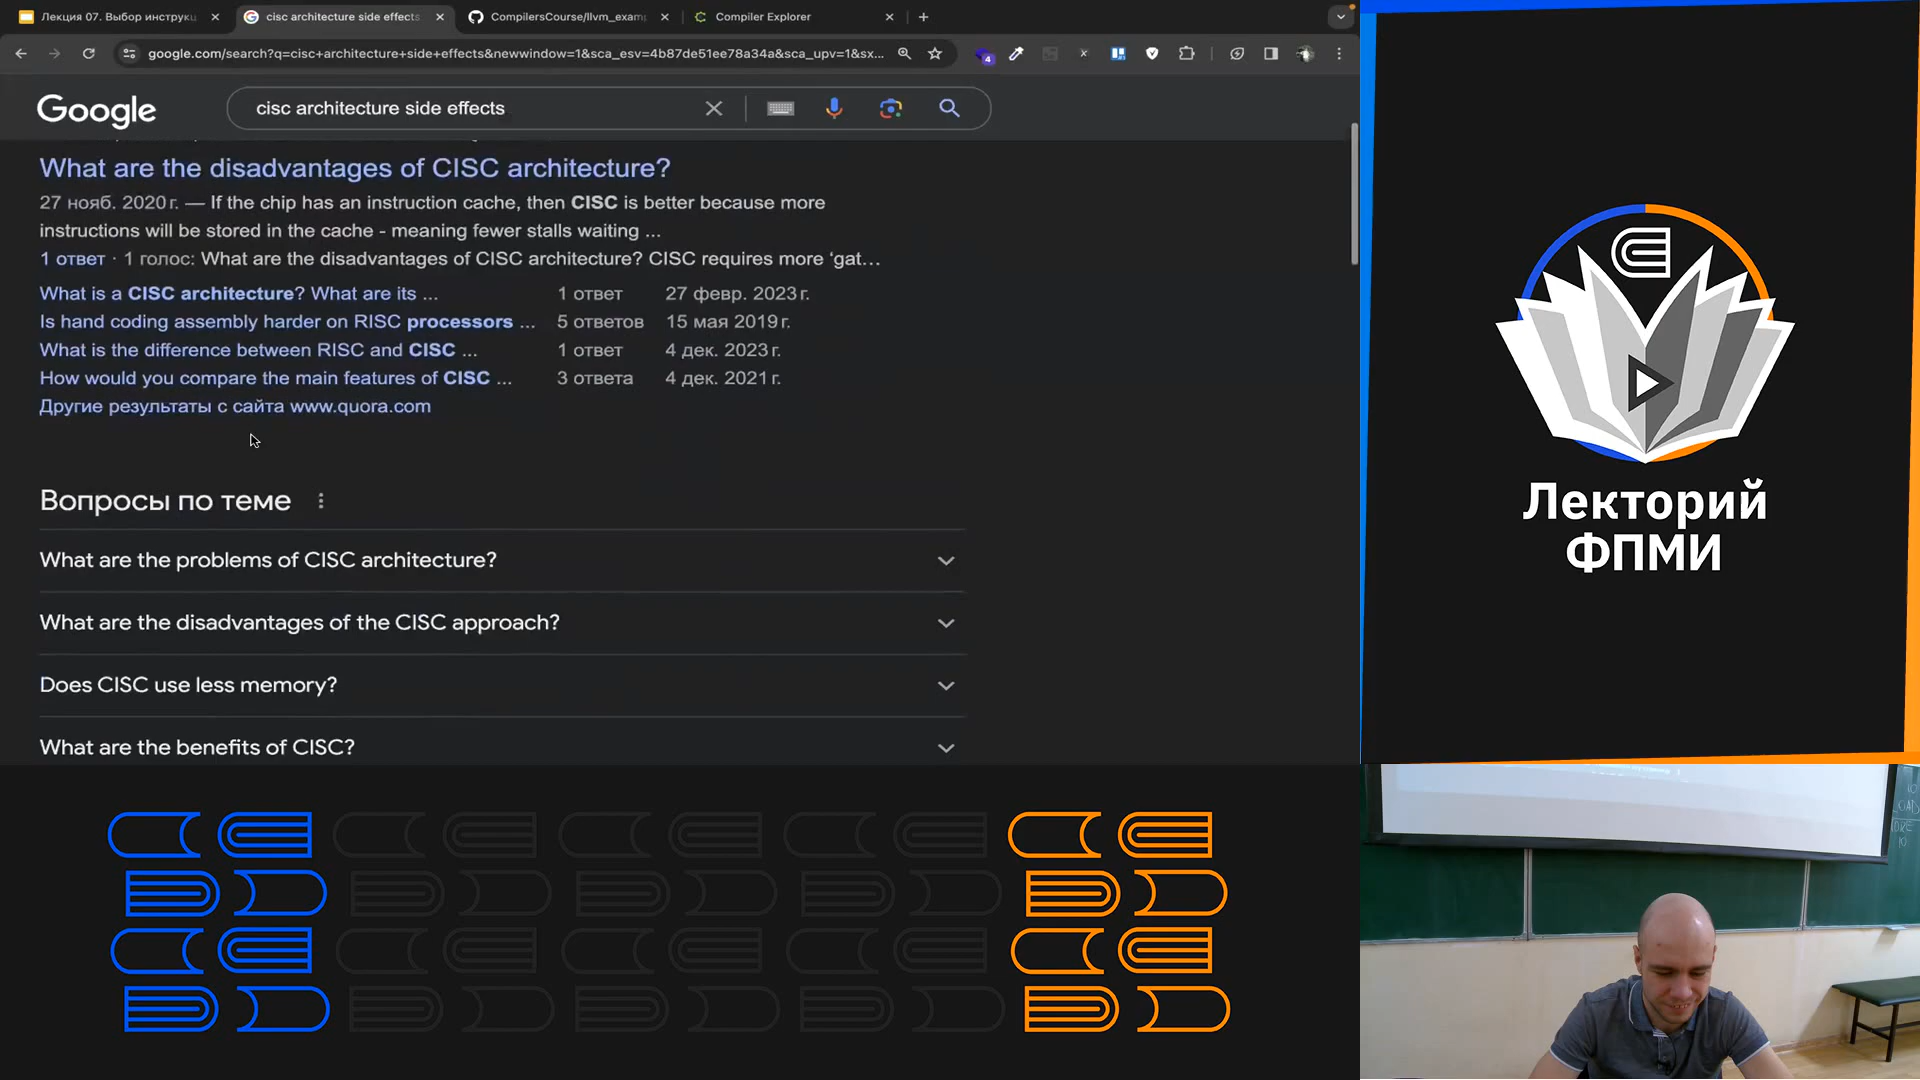 Лекция 07. Выбор инструкц
cisc architecture side effects
CompilersCourse/llvm_examp
Compiler Explorer
google.com/search?q=cisc+architecture+side+effects&newwindow=1&sca_esv=4b87de51ee78a34a&sca_upv=1&sx...
4
Google
cisc architecture side effects
What are the disadvantages of CISC architecture?
27 нояб. 2020 г. — If the chip has an instruction cache, then CISC is better because more
instructions will be stored in the cache - meaning fewer stalls waiting ...
1 ответ · 1 голос: What are the disadvantages of CISC architecture? CISC requires more ‘gat...
What is a CISC architecture? What are its ... 1 ответ 27 февр. 2023 г.
Is hand coding assembly harder on RISC processors ... 5 ответов 15 мая 2019 г.
What is the difference between RISC and CISC ... 1 ответ 4 дек. 2023 г.
How would you compare the main features of CISC ... 3 ответа 4 дек. 2021 г.
Другие результаты с сайта www.quora.com
Вопросы по теме
What are the problems of CISC architecture?
What are the disadvantages of the CISC approach?
Does CISC use less memory?
What are the benefits of CISC?
Лекторий
ФПМИ